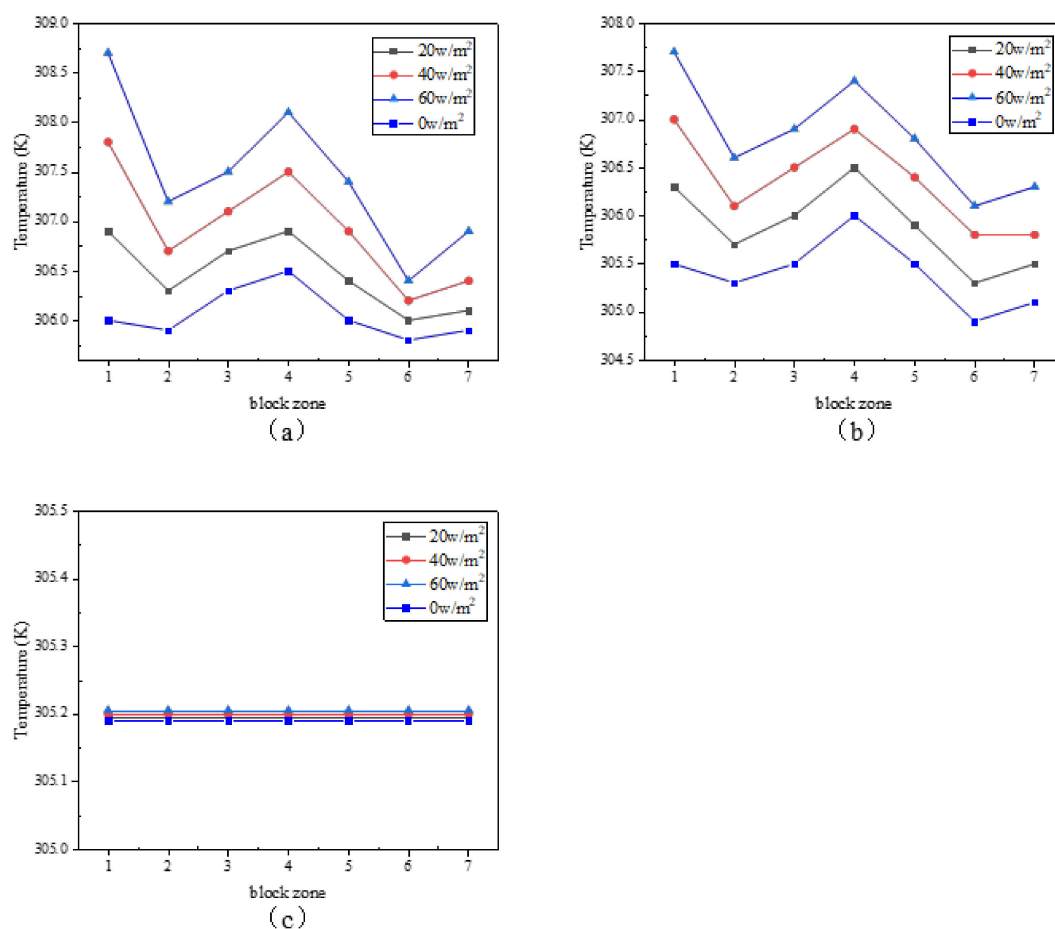 309.0
308.5
308.0
307.5
307.0
306.5
306.0
Temperature (K)
20w/m²
40w/m²
60w/m²
0w/m²
1 2 3 4 5 6 7
block zone
（a）
308.0
307.5
307.0
306.5
306.0
305.5
305.0
304.5
Temperature (K)
20w/m²
40w/m²
60w/m²
0w/m²
1 2 3 4 5 6 7
block zone
（b）
305.5
305.4
305.3
305.2
305.1
305.0
Temperature (K)
20w/m²
40w/m²
60w/m²
0w/m²
1 2 3 4 5 6 7
block zone
（c）